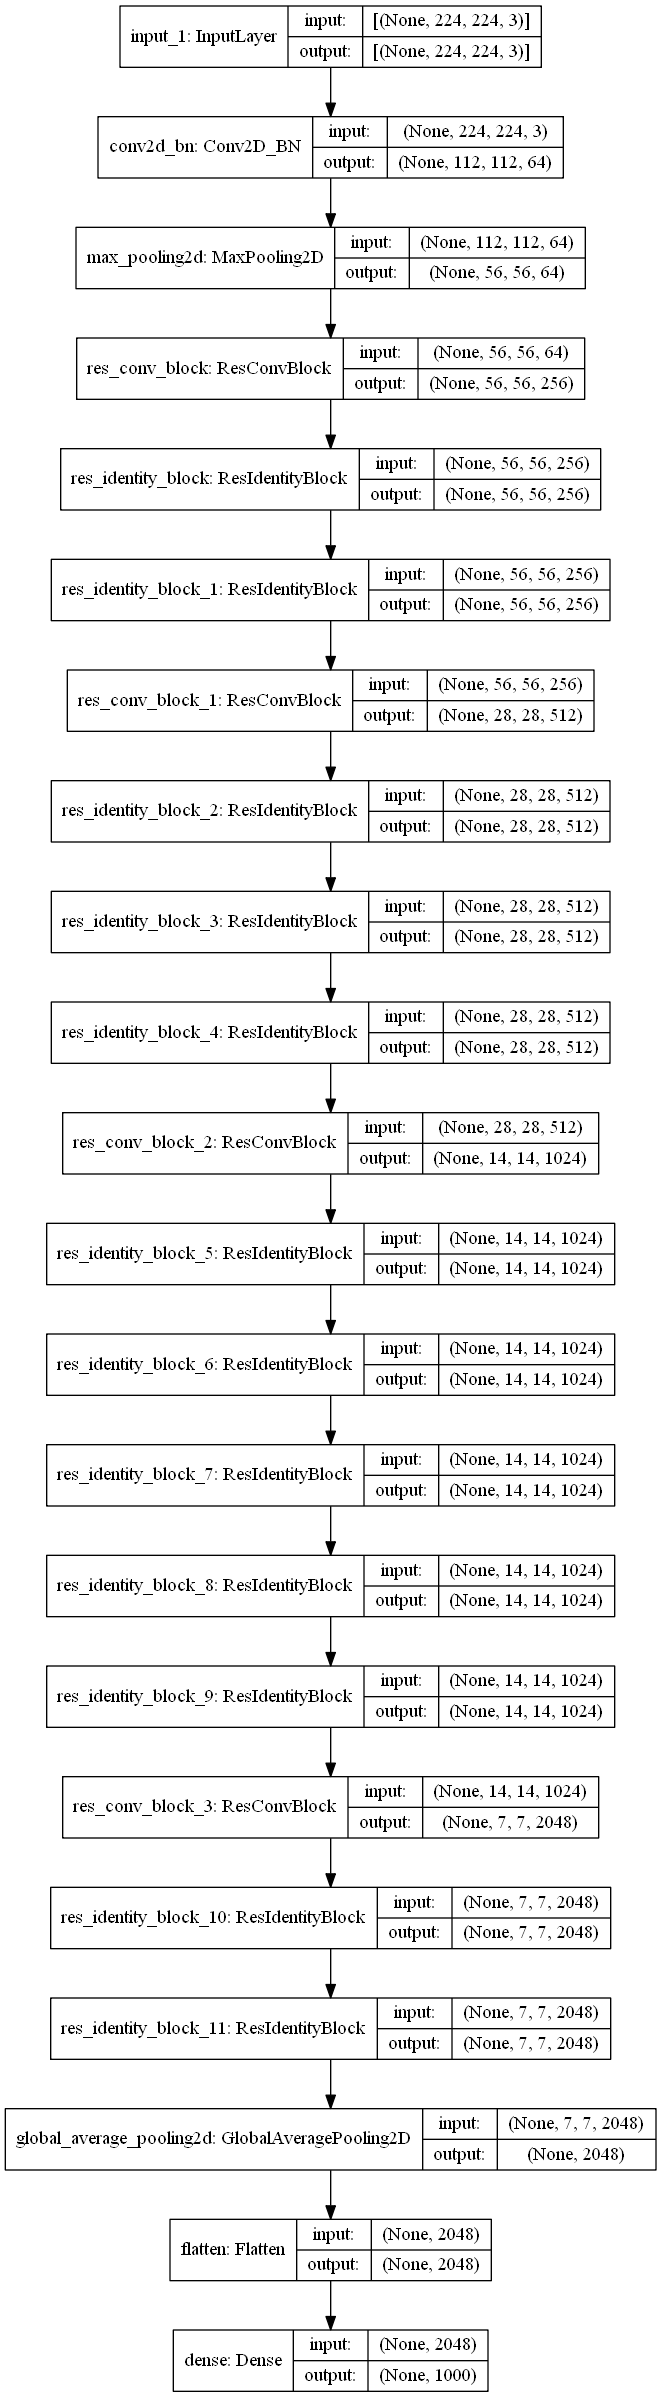 input_1: InputLayer
input:
[(None, 224, 224, 3)]
output:
[(None, 224, 224, 3)]
conv2d_bn: Conv2D_BN
input:
(None, 224, 224, 3)
output:
(None, 112, 112, 64)
max_pooling2d: MaxPooling2D
input:
(None, 112, 112, 64)
output:
(None, 56, 56, 64)
res_conv_block: ResConvBlock
input:
(None, 56, 56, 64)
output:
(None, 56, 56, 256)
res_identity_block: ResIdentityBlock
input:
(None, 56, 56, 256)
output:
(None, 56, 56, 256)
res_identity_block_1: ResIdentityBlock
input:
(None, 56, 56, 256)
output:
(None, 56, 56, 256)
res_conv_block_1: ResConvBlock
input:
(None, 56, 56, 256)
output:
(None, 28, 28, 512)
res_identity_block_2: ResIdentityBlock
input:
(None, 28, 28, 512)
output:
(None, 28, 28, 512)
res_identity_block_3: ResIdentityBlock
input:
(None, 28, 28, 512)
output:
(None, 28, 28, 512)
res_identity_block_4: ResIdentityBlock
input:
(None, 28, 28, 512)
output:
(None, 28, 28, 512)
res_conv_block_2: ResConvBlock
input:
(None, 28, 28, 512)
output:
(None, 14, 14, 1024)
res_identity_block_5: ResIdentityBlock
input:
(None, 14, 14, 1024)
output:
(None, 14, 14, 1024)
res_identity_block_6: ResIdentityBlock
input:
(None, 14, 14, 1024)
output:
(None, 14, 14, 1024)
res_identity_block_7: ResIdentityBlock
input:
(None, 14, 14, 1024)
output:
(None, 14, 14, 1024)
res_identity_block_8: ResIdentityBlock
input:
(None, 14, 14, 1024)
output:
(None, 14, 14, 1024)
res_identity_block_9: ResIdentityBlock
input:
(None, 14, 14, 1024)
output:
(None, 14, 14, 1024)
res_conv_block_3: ResConvBlock
input:
(None, 14, 14, 1024)
output:
(None, 7, 7, 2048)
res_identity_block_10: ResIdentityBlock
input:
(None, 7, 7, 2048)
output:
(None, 7, 7, 2048)
res_identity_block_11: ResIdentityBlock
input:
(None, 7, 7, 2048)
output:
(None, 7, 7, 2048)
global_average_pooling2d: GlobalAveragePooling2D
input:
(None, 7, 7, 2048)
output:
(None, 2048)
flatten: Flatten
input:
(None, 2048)
output:
(None, 2048)
dense: Dense
input:
(None, 2048)
output:
(None, 1000)